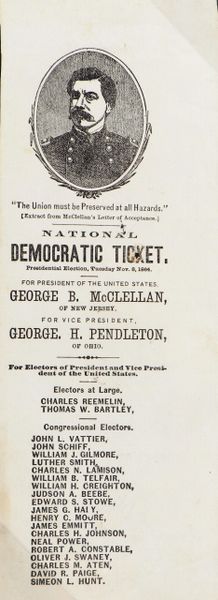 "The Union must be Preserved at all Hazards."
[Extract from McClellan's Letter of Acceptance.]
NATIONAL
DEMOCRATIC TICKET.
Presidential Election, Tuesday Nov. 8, 1864.
FOR PRESIDENT OF THE UNITED STATES,
GEORGE B. McCLELLAN,
OF NEW JERSEY.
FOR VICE PRESIDENT,
GEORGE. H. PENDLETON,
OF OHIO.
For Electors of President and Vice Presi-
dent of the United States.
Electors at Large.
CHARLES REEMELIN,
THOMAS W. BARTLEY,
Congressional Electors.
JOHN L. VATTIER,
JOHN SCHIFF,
WILLIAM J. GILMORE,
LUTHER SMITH,
CHARLES N. LAMISON,
WILLIAM B. TELFAIR,
WILLIAM H. CREIGHTON,
JUDSON A. BEEBE,
EDWARD S. STOWE,
JAMES G. HALY,
HENRY C. MOORE,
JAMES EMMITT,
CHARLES H. JOHNSON,
NEAL POWER,
ROBERT A. CONSTABLE,
OLIVER J. SWANEY,
CHARLES M. ATEN,
DAVID R. PAIGE,
SIMEON L. HUNT.